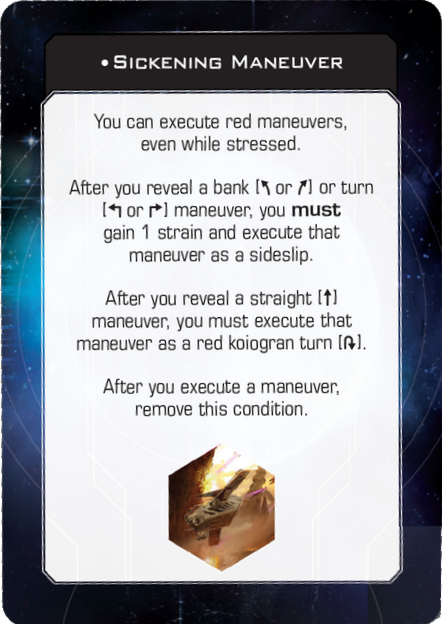 •Sickening Maneuver
You can execute red maneuvers,
even while stressed.
After you reveal a bank [↖ or ↗] or turn
[↰ or ↱] maneuver, you must
gain 1 strain and execute that
maneuver as a sideslip.
After you reveal a straight [↑]
maneuver, you must execute that
maneuver as a red koiogran turn [↷].
After you execute a maneuver,
remove this condition.